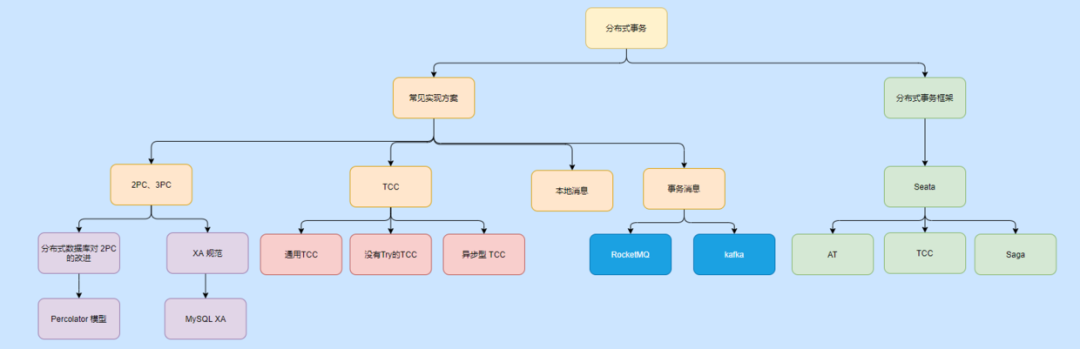 分布式事务
常见实现方案
分布式事务框架
2PC、3PC
TCC
本地消息
事务消息
Seata
分布式数据库对 2PC
的改进
XA 规范
通用TCC
没有Try的TCC
异步型 TCC
RocketMQ
kafka
AT
TCC
Saga
Percolator 模型
MySQL XA